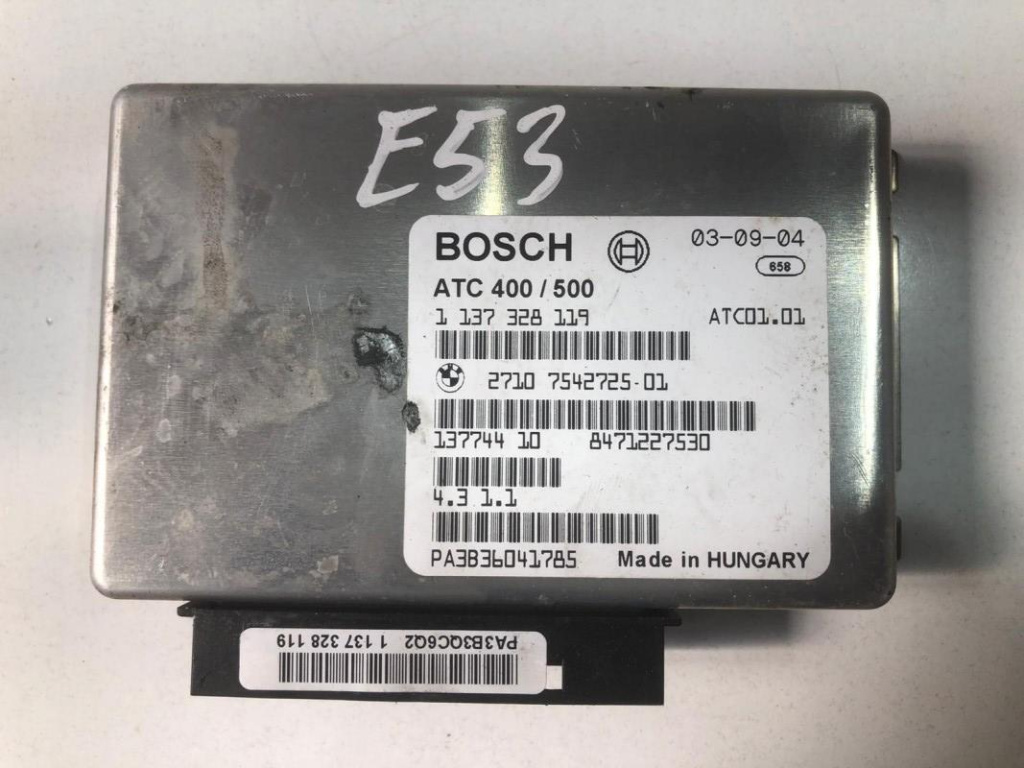 E53
BOSCH
03-09-04
658
ATC 400 / 500
1 137 328 119 ATC01.01
2710 7542725-01
137744 10 8471227530
4.3 1.1
PA3B36041785 Made in HUNGARY
PA3B3QC6Q2 1 137 328 119